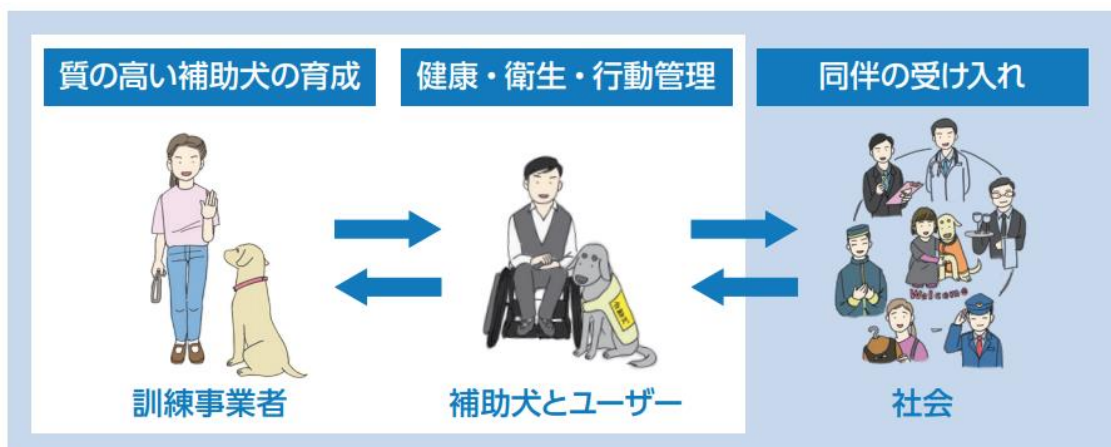 質の高い補助犬の育成
健康・衛生・行動管理
同伴の受け入れ
Welcome
訓練事業者
補助犬とユーザー
社会